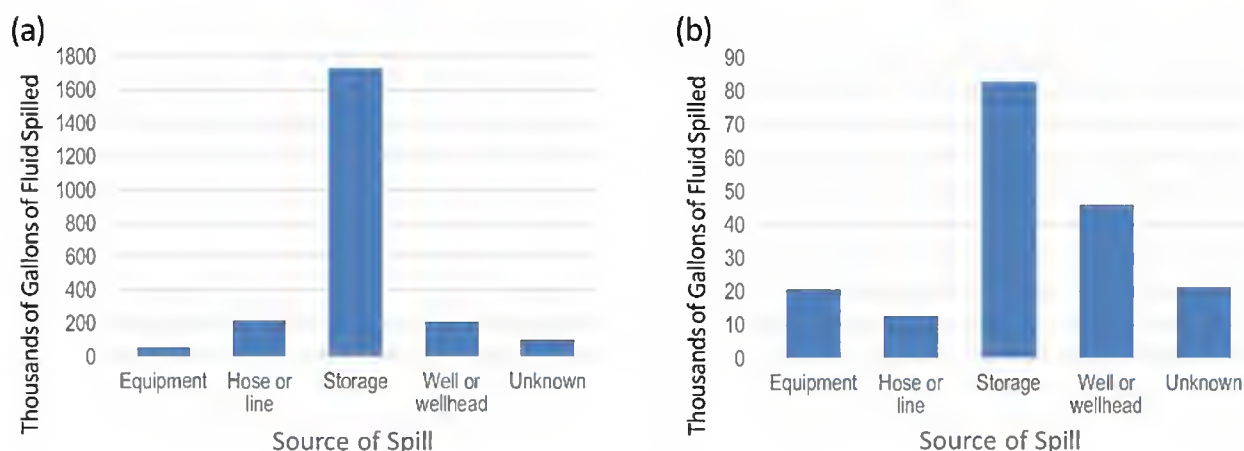 (a)
Thousands of Gallons of Fluid Spilled
1800
1600
1400
1200
1000
800
600
400
200
0
Equipment
Hose or
line
Storage
Well or
wellhead
Unknown
Source of Spill
(b)
Thousands of Gallons of Fluid Spilled
90
80
70
60
50
40
30
20
10
0
Equipment
Hose or
line
Storage
Well or
wellhead
Unknown
Source of Spill